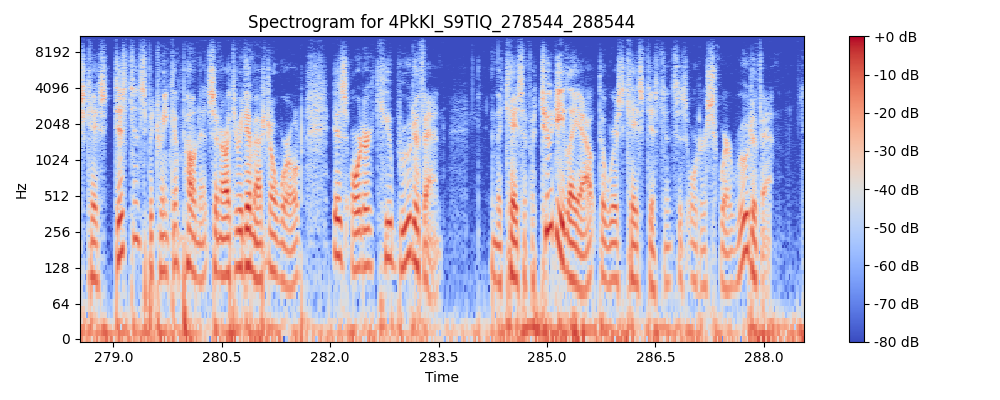 Spectrogram for 4PkKI_S9TIQ_278544_288544
8192
4096
2048
1024
512
256
128
64
0
Hz
279.0 280.5 282.0 283.5 285.0 286.5 288.0
Time
+0 dB
-10 dB
-20 dB
-30 dB
-40 dB
-50 dB
-60 dB
-70 dB
-80 dB